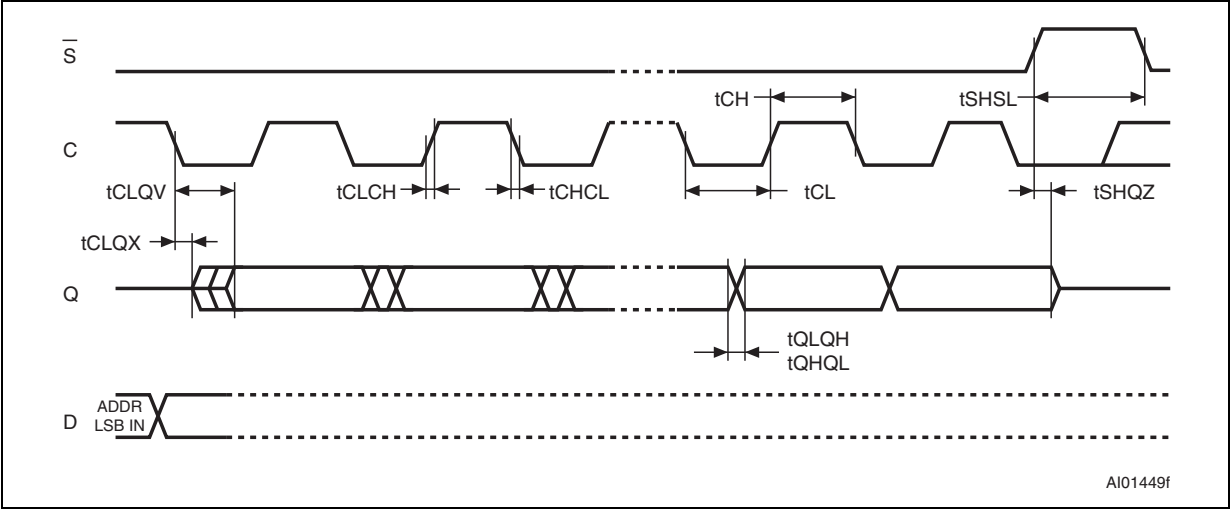 S
tCH
tSHSL
C
tCLQV
tCLCH
tCHCL
tCL
tSHQZ
tCLQX
Q
tQLQH
tQHQL
D
ADDR
LSB IN
AI01449f